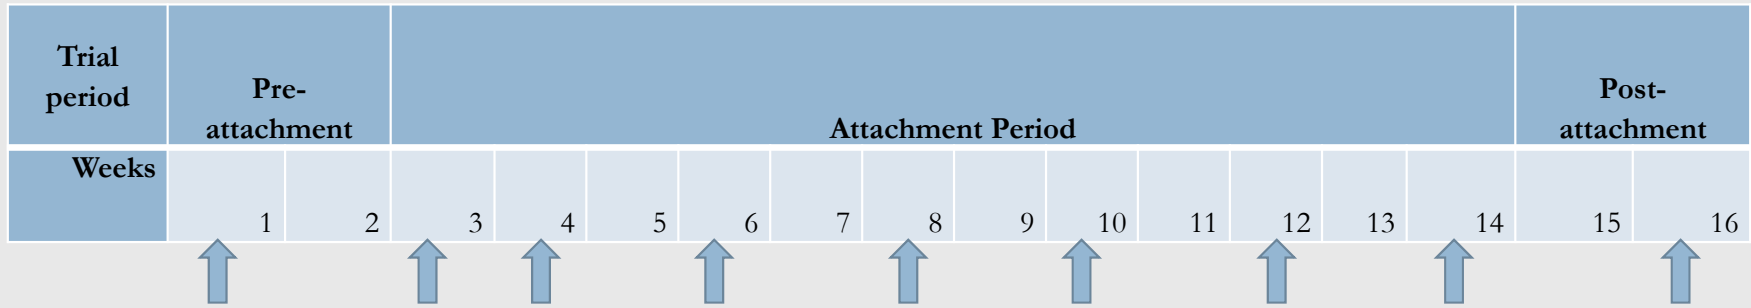 Trial
period
Pre-
attachment
Attachment Period
Post-
attachment
Weeks
1 2 3 4 5 6 7 8 9 10 11 12 13 14 15 16